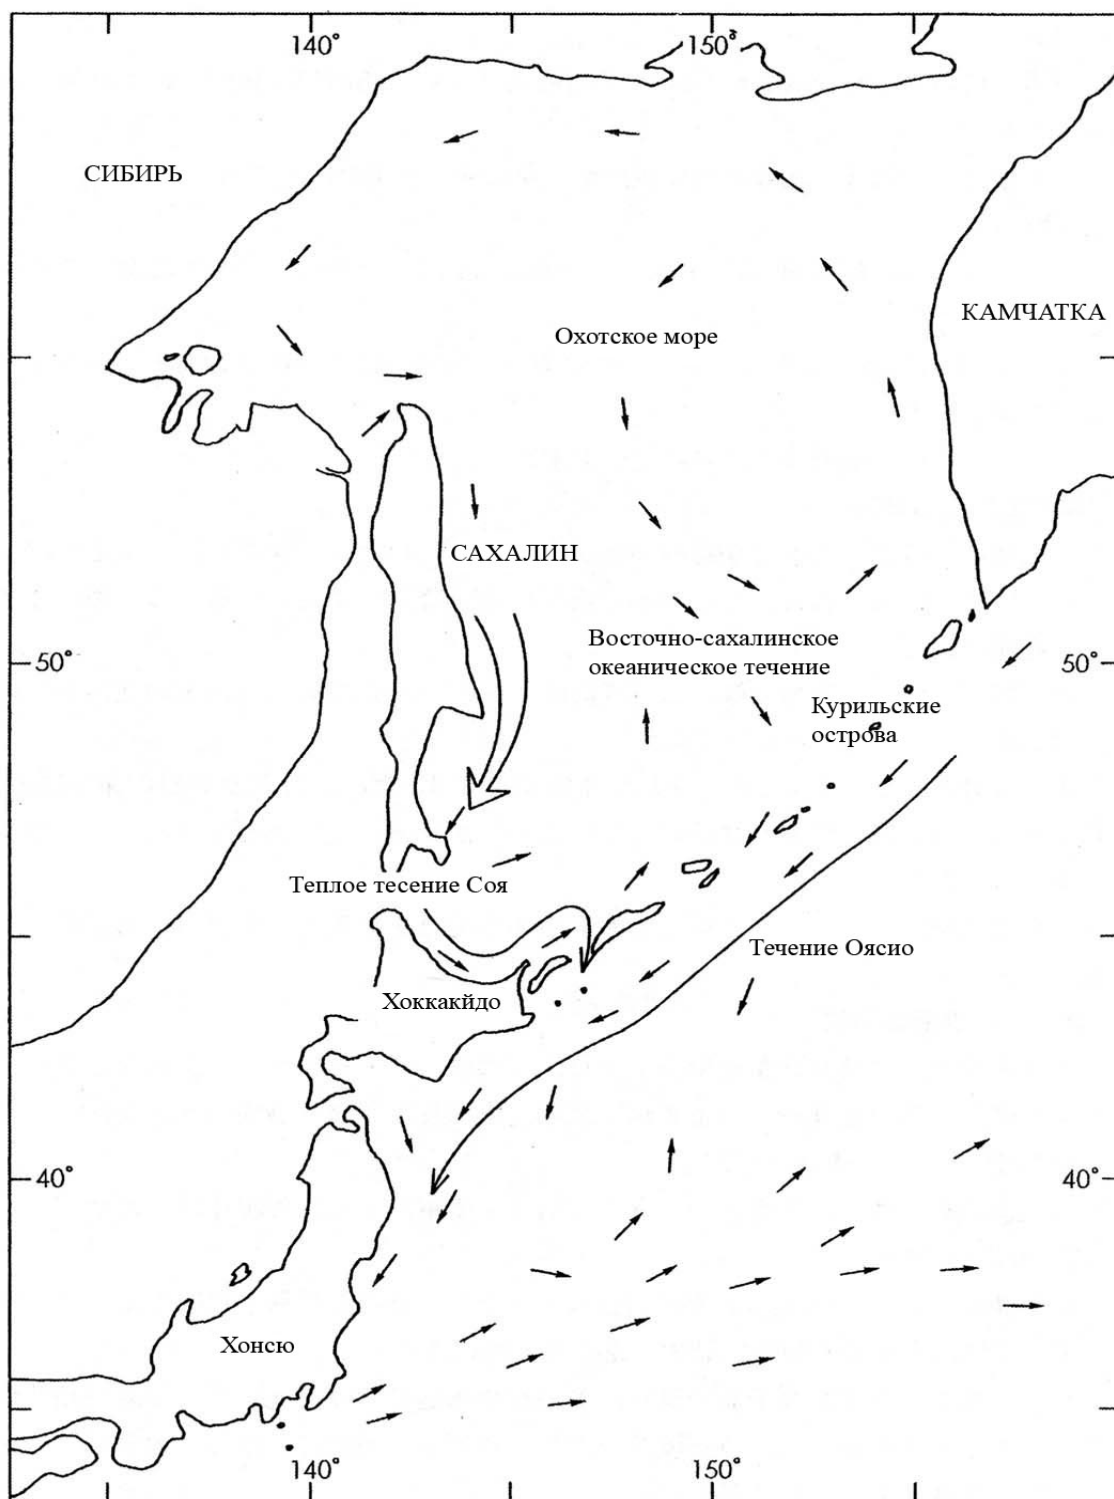 140°
150°
СИБИРЬ
КАМЧАТКА
Охотское море
САХАЛИН
Восточно-сахалинское
океаническое течение
50°
50°
Курильские
острова
Теплое тесение Соя
Течение Оясио
Хоккакйдо
40°
40°
Хонсю
140°
150°